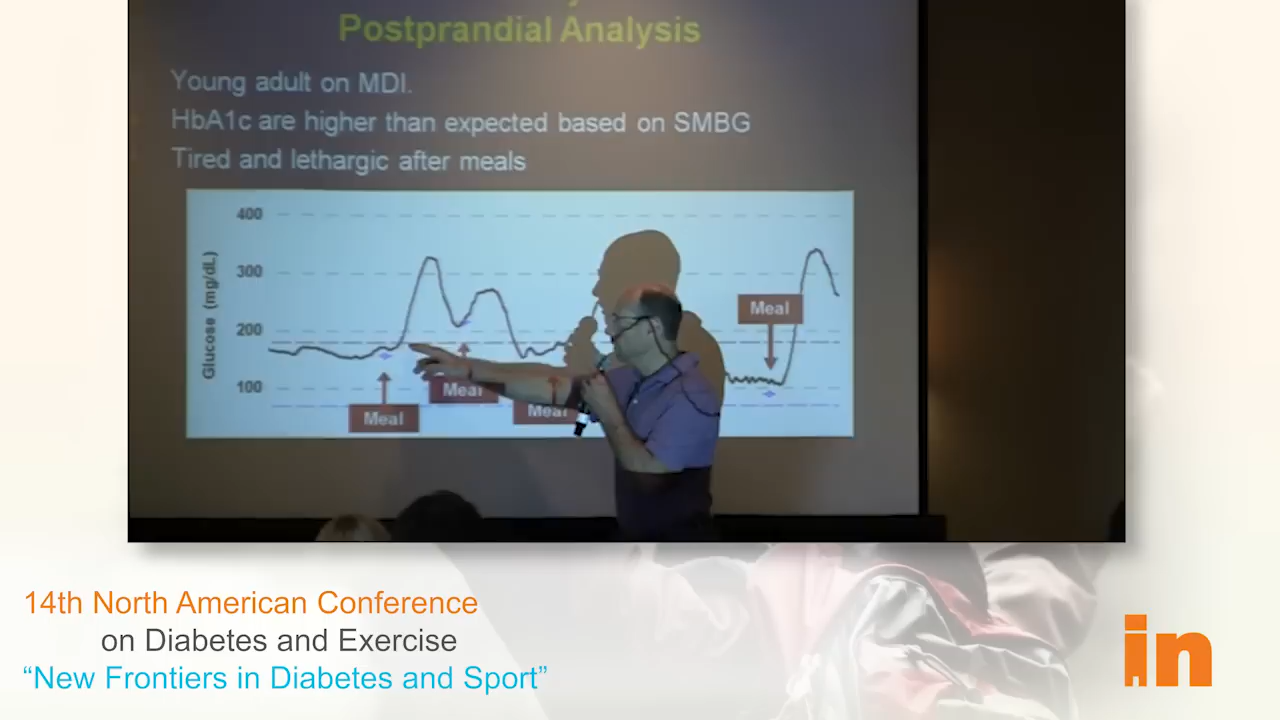 Postprandial Analysis
Young adult on MDI.
HbA1c are higher than expected based on SMBG
Tired and lethargic after meals
400
300
200
100
Glucose (mg/dL)
Meal
Meal
Meal
Meal
14th North American Conference
on Diabetes and Exercise
“New Frontiers in Diabetes and Sport”
in